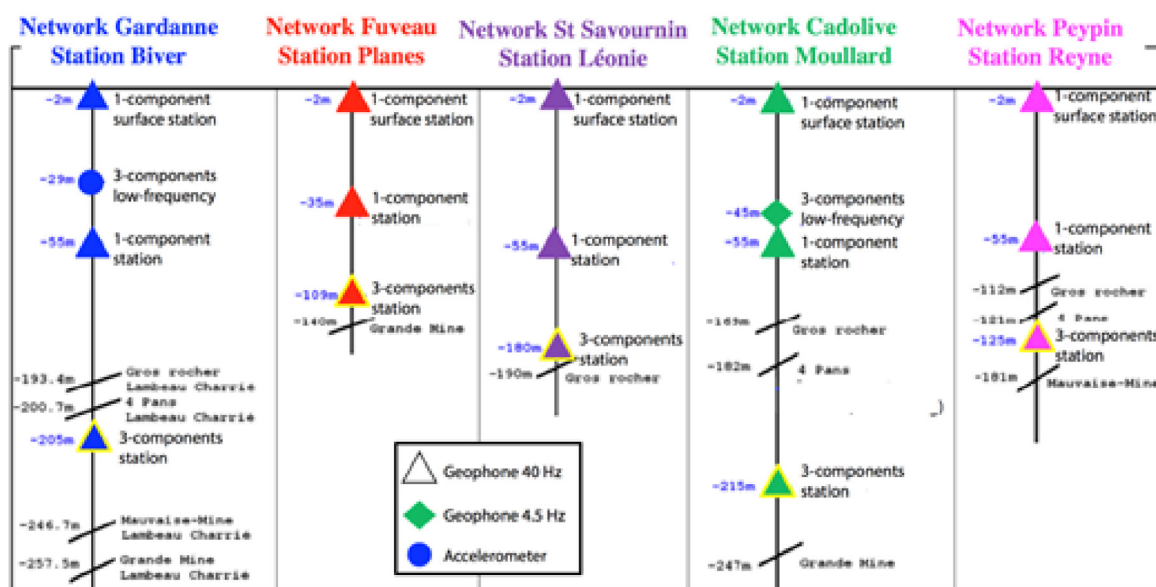 Network Gardanne
Station Biver
-2m
1-component
surface station
-29m
3-components
low-frequency
-55m
1-component
station
-193.4m
Gros rocher
Lambeau Charrié
-200.7m
4 Pans
Lambeau Charrié
-205m
3-components
station
-246.7m
Mauvaise-Mine
Lambeau Charrié
-257.5m
Grande Mine
Lambeau Charrié
Network Fuveau
Station Planes
-2m
1-component
surface station
-35m
1-component
station
-109m
3-components
station
-140m
Grande Mine
Network St Savournin
Station Léonie
-2m
1-component
surface station
-55m
1-component
station
-180m
3-components
station
-190m
Gros rocher
Network Cadolive
Station Moullard
-2m
1-component
surface station
-45m
3-components
low-frequency
-55m
1-component
station
-169m
Gros rocher
-182m
4 Pans
)
-215m
3-components
station
-247m
Grande Mine
Network Peypin
Station Reyne
-2m
1-component
surface station
-55m
1-component
station
-112m
Gros rocher
-121m
4 Pans
-125m
3-components
station
-181m
Mauvaise-Mine
Geophone 40 Hz
Geophone 4.5 Hz
Accelerometer